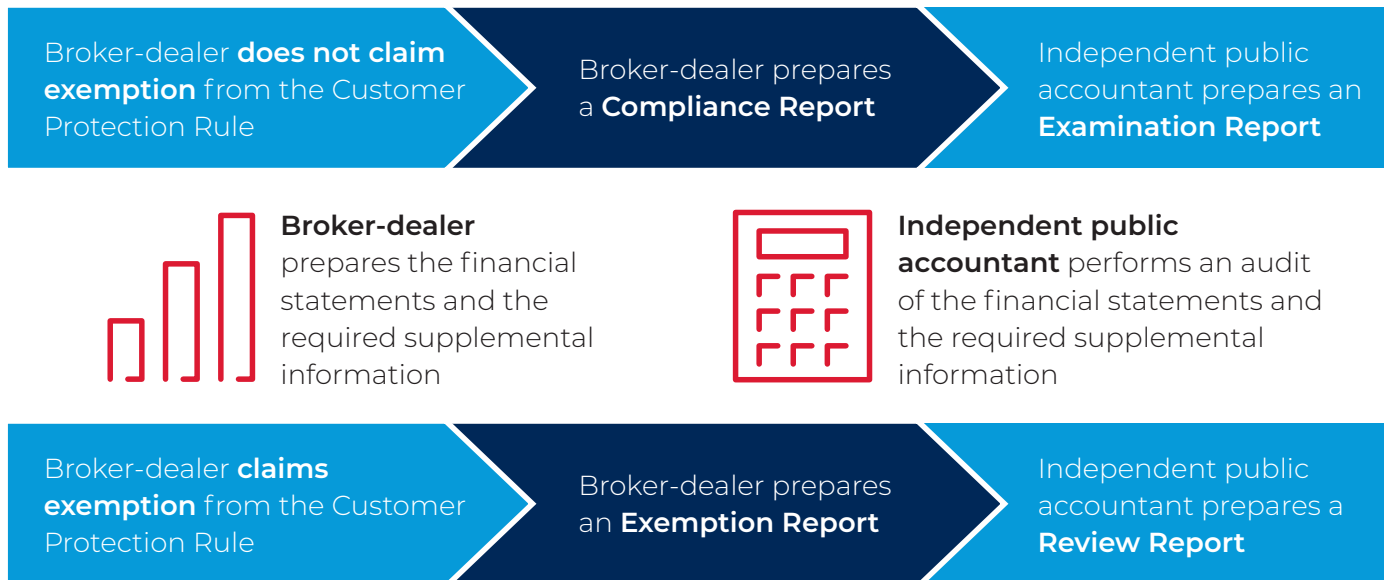 Broker-dealer does not claim
exemption from the Customer
Protection Rule
Broker-dealer prepares
a Compliance Report
Independent public
accountant prepares an
Examination Report
Broker-dealer
prepares the financial
statements and the
required supplemental
information
Independent public
accountant performs an audit
of the financial statements and
the required supplemental
information
Broker-dealer claims
exemption from the Customer
Protection Rule
Broker-dealer prepares
an Exemption Report
Independent public
accountant prepares a
Review Report